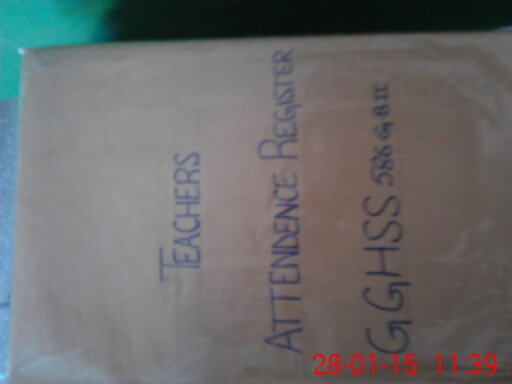 TEACHERS
ATTENDENCE REGISTER
GGHSS 586 G.B II
28-01-15 11:39